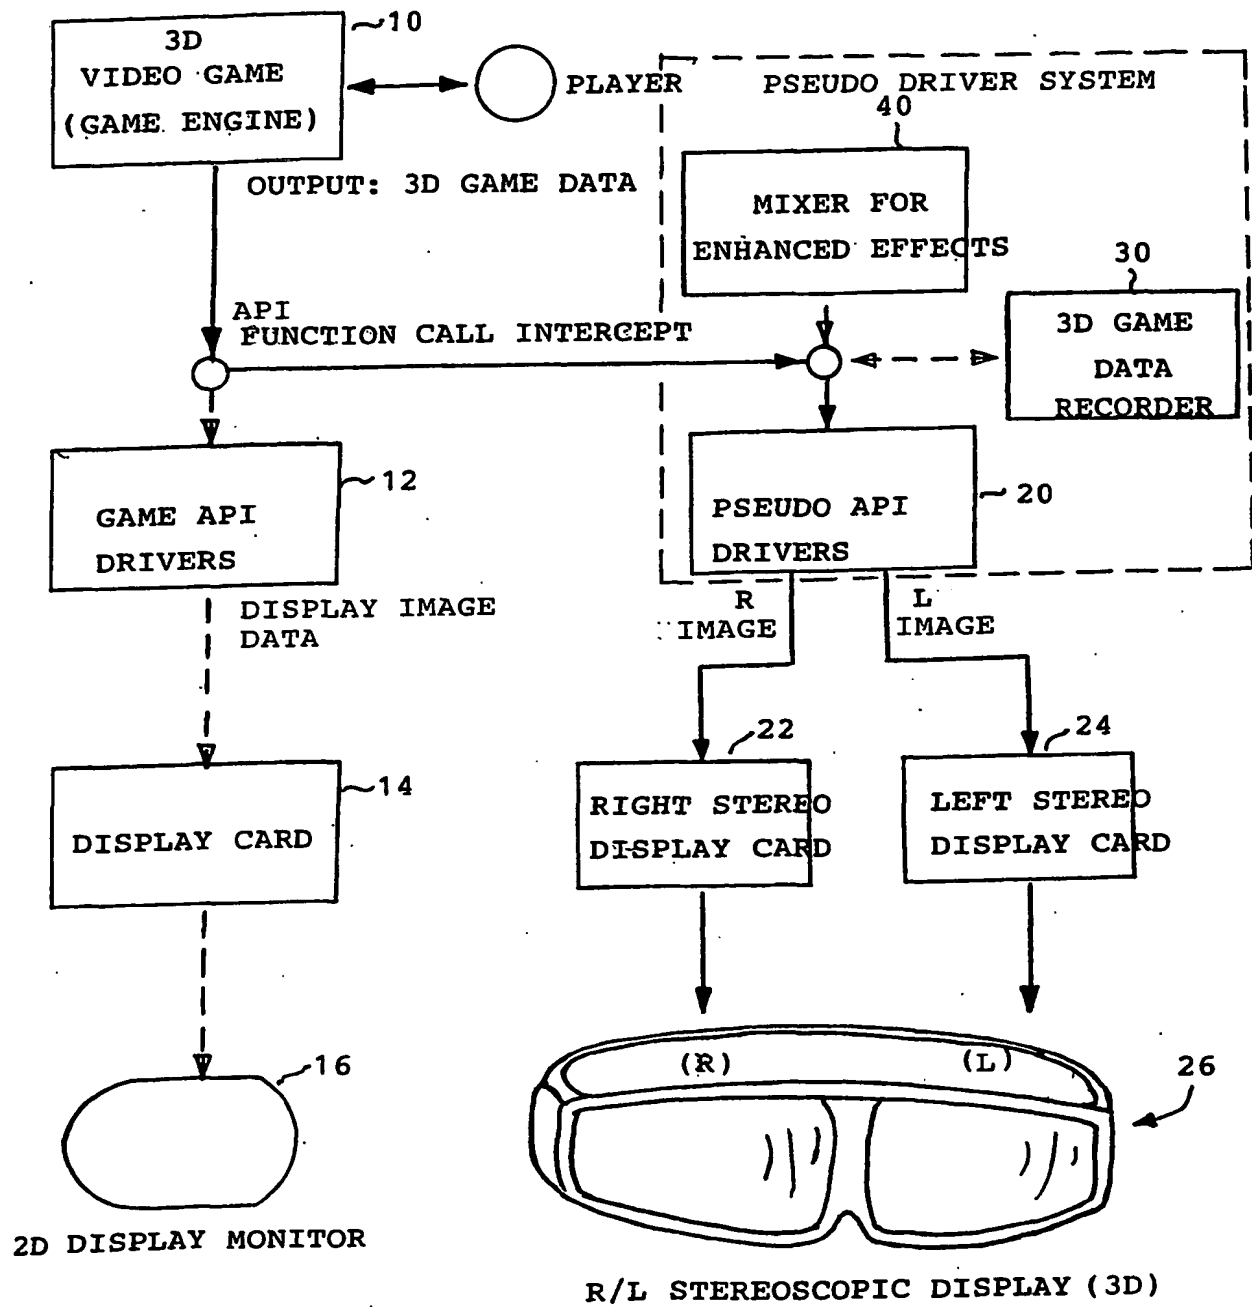 3D
VIDEO GAME
(GAME ENGINE)
10
PLAYER
OUTPUT: 3D GAME DATA
API
FUNCTION CALL INTERCEPT
PSEUDO DRIVER SYSTEM
40
MIXER FOR
ENHANCED EFFECTS
30
3D GAME
DATA
RECORDER
GAME API
DRIVERS
12
PSEUDO API
DRIVERS
20
DISPLAY IMAGE
DATA
R
IMAGE
L
IMAGE
DISPLAY CARD
14
22
RIGHT STEREO
DISPLAY CARD
24
LEFT STEREO
DISPLAY CARD
16
2D DISPLAY MONITOR
(R)
(L)
26
R/L STEREOSCOPIC DISPLAY (3D)